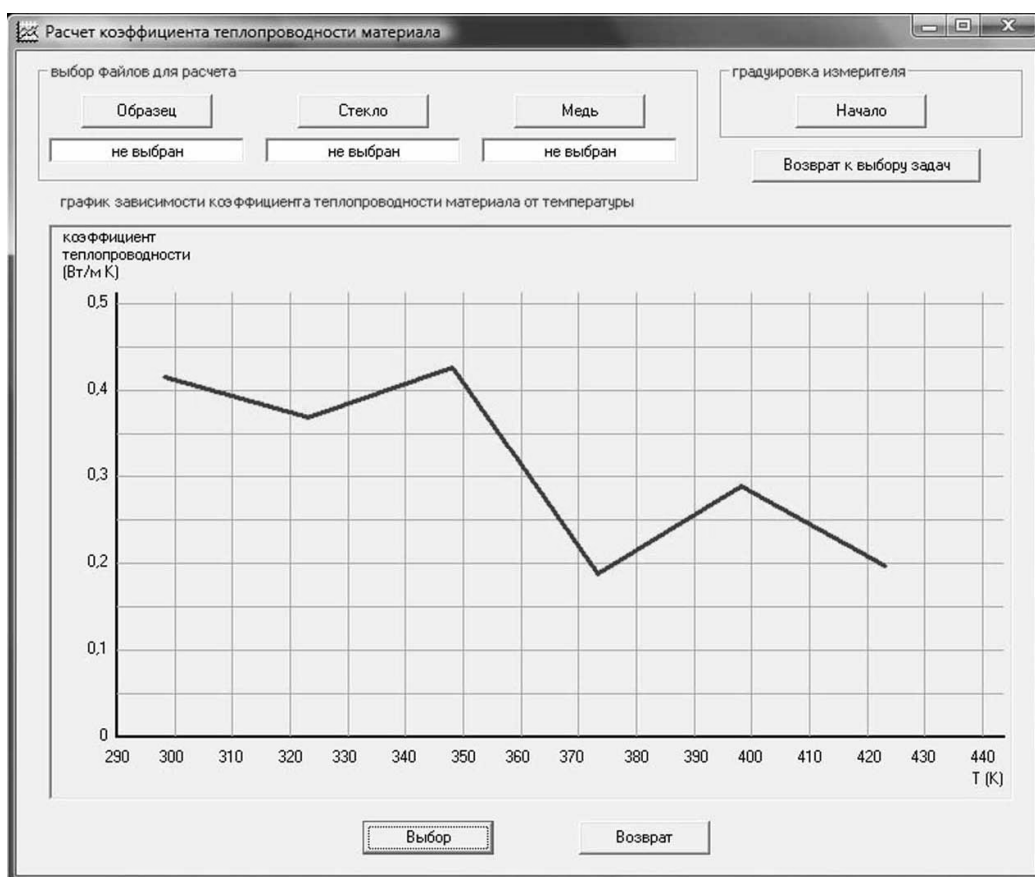 Расчет коэффициента теплопроводности материала
выбор файлов для расчета
градуировка измерителя
Образец
Стекло
Медь
Начало
не выбран
не выбран
не выбран
Возврат к выбору задач
график зависимости коэффициента теплопроводности материала от температуры
коэффициент
теплопроводности
(Вт/м К)
0,5
0,4
0,3
0,2
0,1
0
290 300 310 320 330 340 350 360 370 380 390 400 410 420 430 440
T (K)
Выбор
Возврат